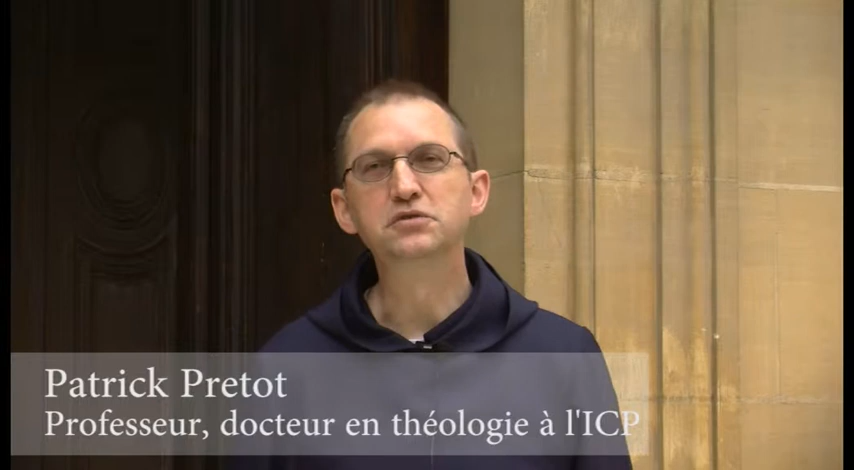 Patrick Pretot
Professeur, docteur en théologie à l'ICP